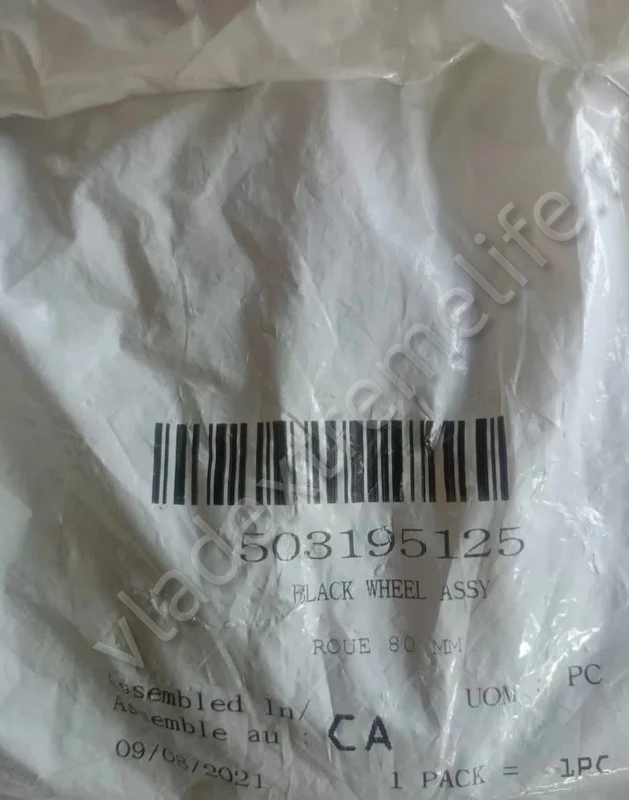 503195125
BLACK WHEEL ASSY
ROUE 80 MM
Assembled In/
Assemble au : CA
UOM : PC
09/08/2021
1 PACK = 1PC
vladextremelife